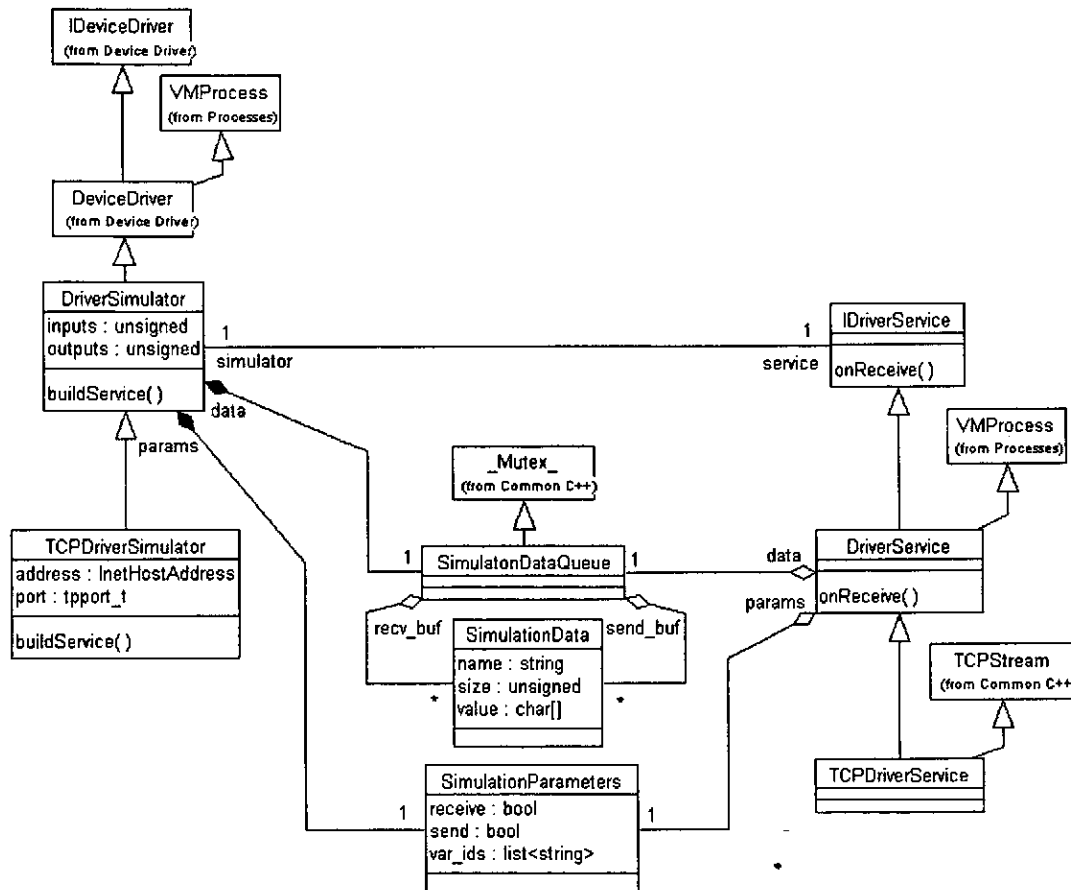 IDeviceDriver
(from Device Driver)
VMProcess
(from Processes)
DeviceDriver
(from Device Driver)
DriverSimulator
inputs : unsigned
outputs : unsigned
buildService( )
1
simulator
1
service
IDriverService
onReceive( )
data
params
VMProcess
(from Processes)
_Mutex_
(from Common C++)
TCPDriverSimulator
address : InetHostAddress
port : tpport_t
buildService( )
1
SimulatonDataQueue
1
data
params
DriverService
onReceive( )
recv_buf
send_buf
SimulationData
name : string
size : unsigned
value : char[]
*
*
TCPStream
(from Common C++
TCPDriverService
SimulationParameters
receive : bool
send : bool
var_ids : list<string>
1
1